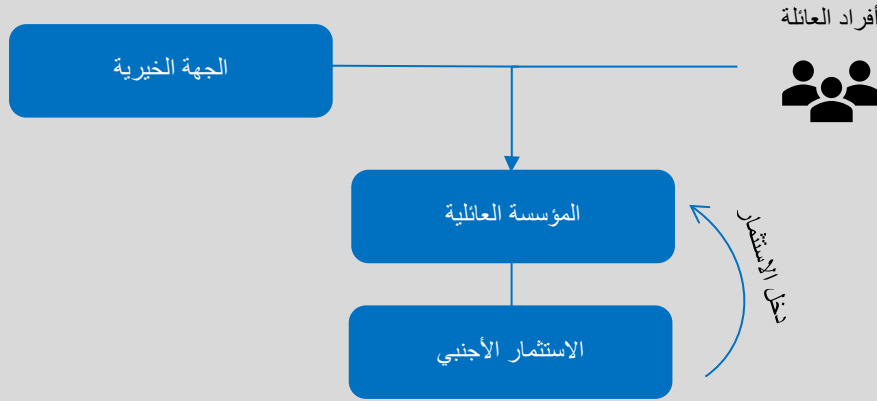 أفراد العائلة
الجهة الخيرية
المؤسسة العائلية
دخل الاستثمار
الاستثمار الأجنبي